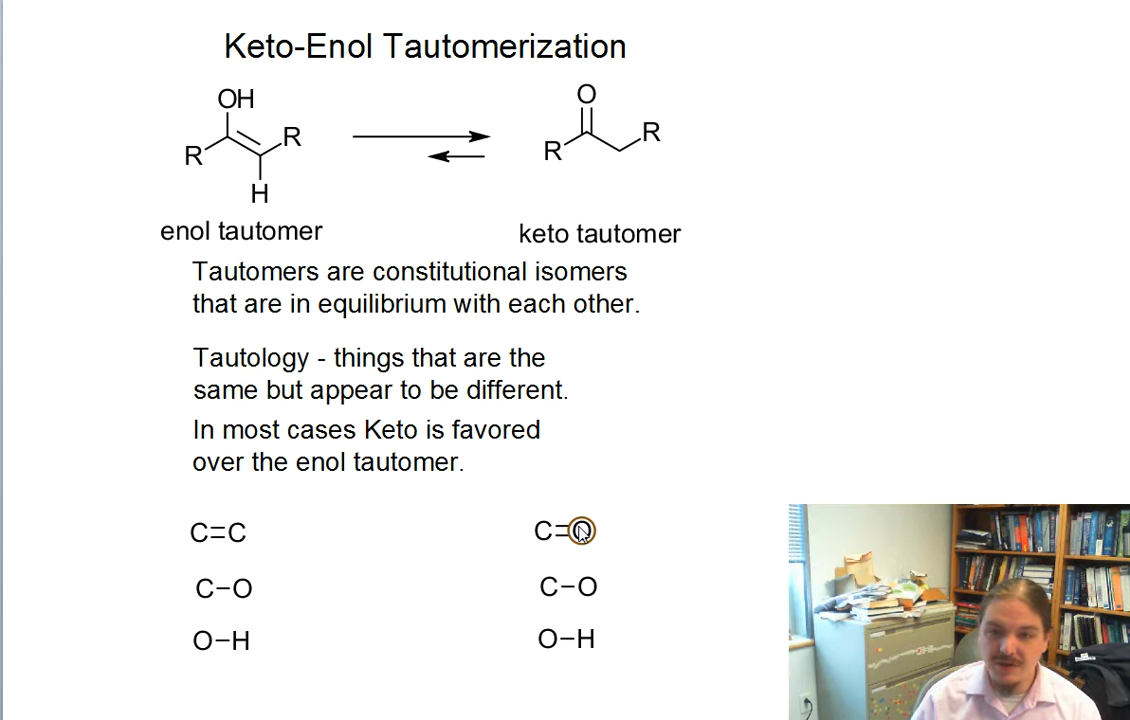 Keto-Enol Tautomerization
OH
R
R
H
O
R
R
enol tautomer
keto tautomer
Tautomers are constitutional isomers
that are in equilibrium with each other.
Tautology - things that are the
same but appear to be different.
In most cases Keto is favored
over the enol tautomer.
C=C
C=O
C–O
C–O
O–H
O–H